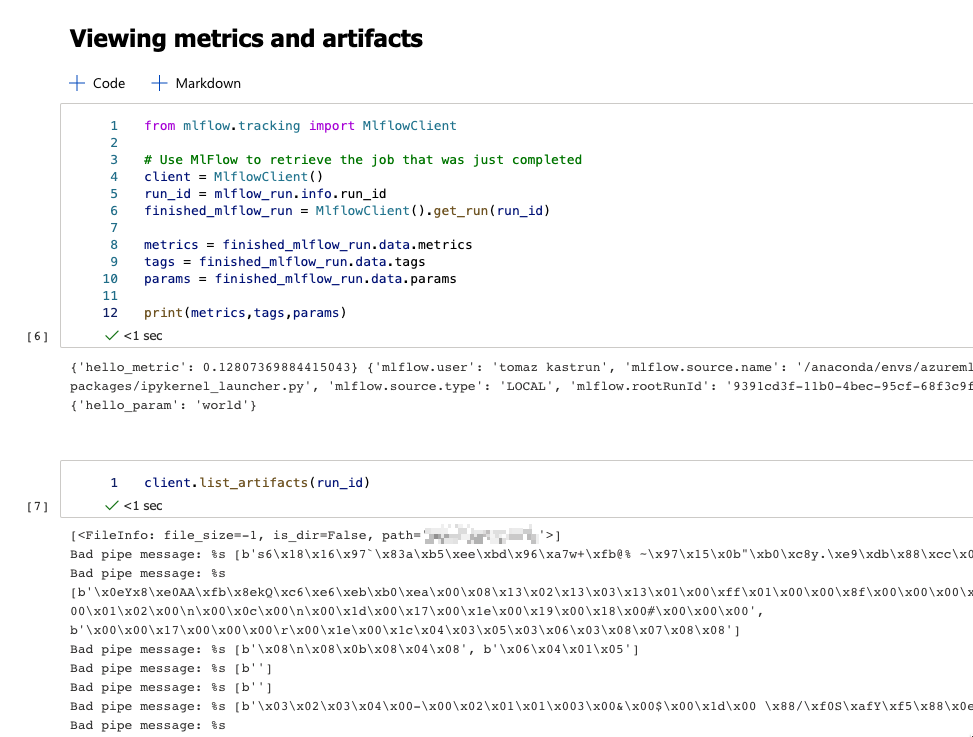 Viewing metrics and artifacts
+ Code + Markdown
1 from mlflow.tracking import MlflowClient
2
3 # Use MlFlow to retrieve the job that was just completed
4 client = MlflowClient()
5 run_id = mlflow_run.info.run_id
6 finished_mlflow_run = MlflowClient().get_run(run_id)
7
8 metrics = finished_mlflow_run.data.metrics
9 tags = finished_mlflow_run.data.tags
10 params = finished_mlflow_run.data.params
11
12 print(metrics,tags,params)
[6] ✓ <1 sec
{'hello_metric': 0.12807369884415043} {'mlflow.user': 'tomaz kastrun', 'mlflow.source.name': '/anaconda/envs/azureml
packages/ipykernel_launcher.py', 'mlflow.source.type': 'LOCAL', 'mlflow.rootRunId': '9391cd3f-11b0-4bec-95cf-68f3c9f
{'hello_param': 'world'}
1 client.list_artifacts(run_id)
[7] ✓ <1 sec
[<FileInfo: file_size=-1, is_dir=False, path=' '>]
Bad pipe message: %s [b's6\x18\x16\x97`\x83a\xb5\xee\xbd\x96\xa7w+\xfb@% ~\x97\x15\x0b"\xb0\xc8y.\xe9\xdb\x88\xcc\x0
Bad pipe message: %s
[b'\x0eYx8\xe0AA\xfb\x8ekQ\xc6\xe6\xeb\xb0\xea\x00\x08\x13\x02\x13\x03\x13\x01\x00\xff\x01\x00\x00\x8f\x00\x00\x00\x
00\x01\x02\x00\n\x00\x0c\x00\n\x00\x1d\x00\x17\x00\x1e\x00\x19\x00\x18\x00#\x00\x00\x00',
b'\x00\x00\x17\x00\x00\x00\r\x00\x1e\x00\x1c\x04\x03\x05\x03\x06\x03\x08\x07\x08\x08']
Bad pipe message: %s [b'\x08\n\x08\x0b\x08\x04\x08', b'\x06\x04\x01\x05']
Bad pipe message: %s [b'']
Bad pipe message: %s [b'']
Bad pipe message: %s [b'\x03\x02\x03\x04\x00-\x00\x02\x01\x01\x003\x00&\x00$\x00\x1d\x00 \x88/\xf0S\xafY\xf5\x88\x0e
Bad pipe message: %s